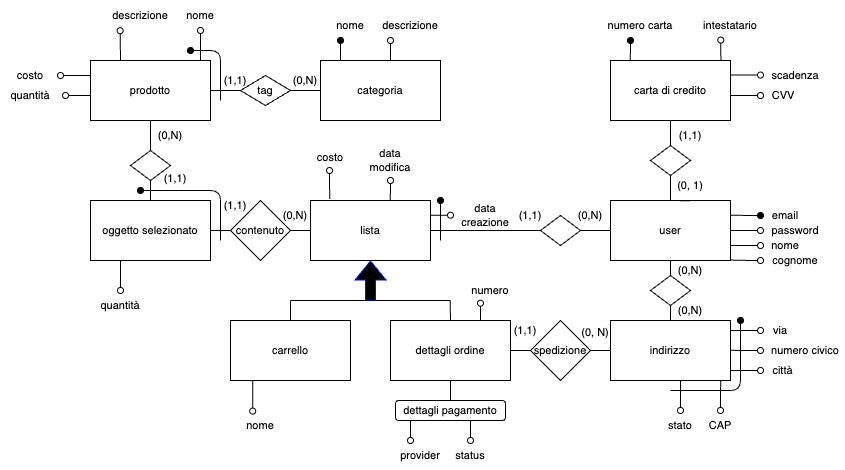 descrizione
nome
nome
descrizione
numero carta
intestatario
costo
quantità
prodotto
(1,1)
tag
(0,N)
categoria
carta di credito
scadenza
CVV
(0,N)
(1,1)
(1,1)
(0, 1)
costo
data
modifica
oggetto selezionato
(1,1)
contenuto
(0,N)
lista
data
creazione
(1,1)
(0,N)
user
email
password
nome
cognome
quantità
(0,N)
(0,N)
numero
carrello
dettagli ordine
(1,1)
spedizione
(0, N)
indirizzo
via
numero civico
città
nome
dettagli pagamento
stato
CAP
provider
status